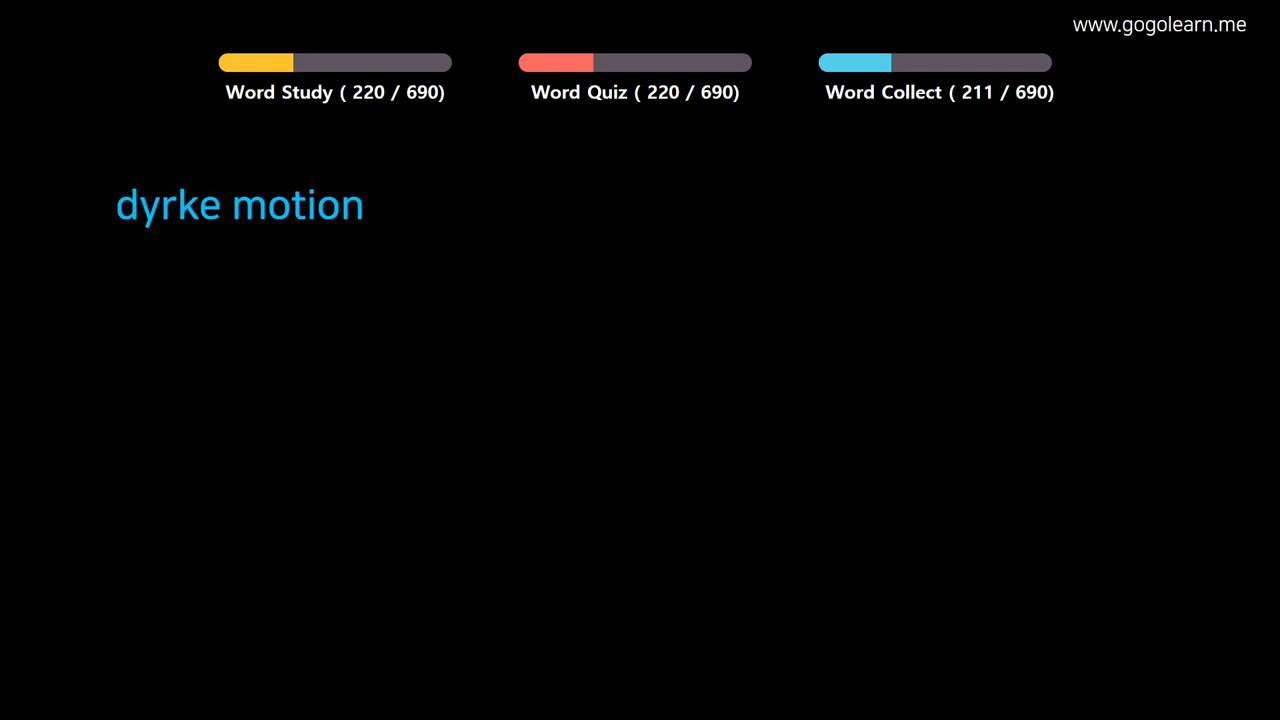 www.gogolearn.me
Word Study ( 220 / 690)
Word Quiz ( 220 / 690)
Word Collect ( 211 / 690)
dyrke motion